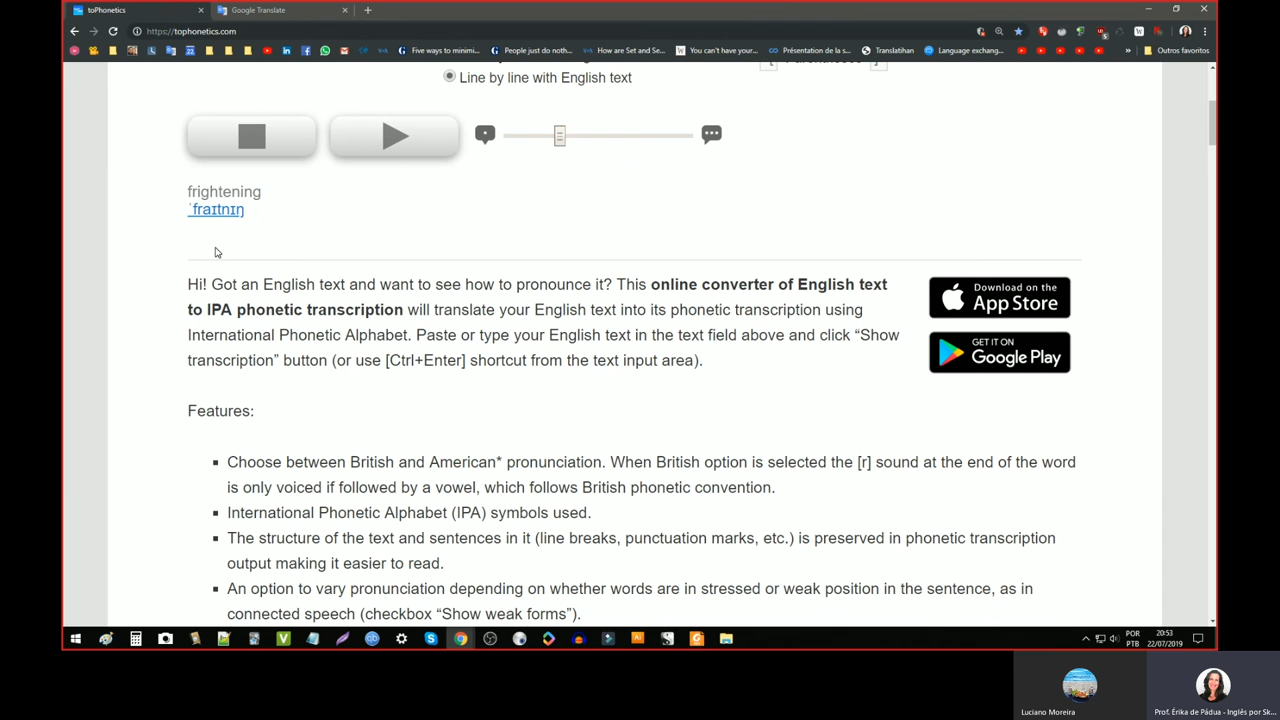 toPhonetics
Google Translate
https://tophonetics.com
Five ways to minimi...
People just do noth...
How are Set and Se...
You can't have your...
Présentation de la s...
Translatihan
Language exchang...
»
Outros favoritos
Line by line with English text
frightening
ˈfraɪtnɪŋ
Hi! Got an English text and want to see how to pronounce it? This online converter of English text
to IPA phonetic transcription will translate your English text into its phonetic transcription using
International Phonetic Alphabet. Paste or type your English text in the text field above and click “Show
transcription” button (or use [Ctrl+Enter] shortcut from the text input area).
Download on the
App Store
GET IT ON
Google Play
Features:
Choose between British and American* pronunciation. When British option is selected the [r] sound at the end of the word
is only voiced if followed by a vowel, which follows British phonetic convention.
International Phonetic Alphabet (IPA) symbols used.
The structure of the text and sentences in it (line breaks, punctuation marks, etc.) is preserved in phonetic transcription
output making it easier to read.
An option to vary pronunciation depending on whether words are in stressed or weak position in the sentence, as in
connected speech (checkbox “Show weak forms”).
POR
PTB
20:53
22/07/2019
Luciano Moreira
Prof. Érika de Pádua - Inglês por Sk...